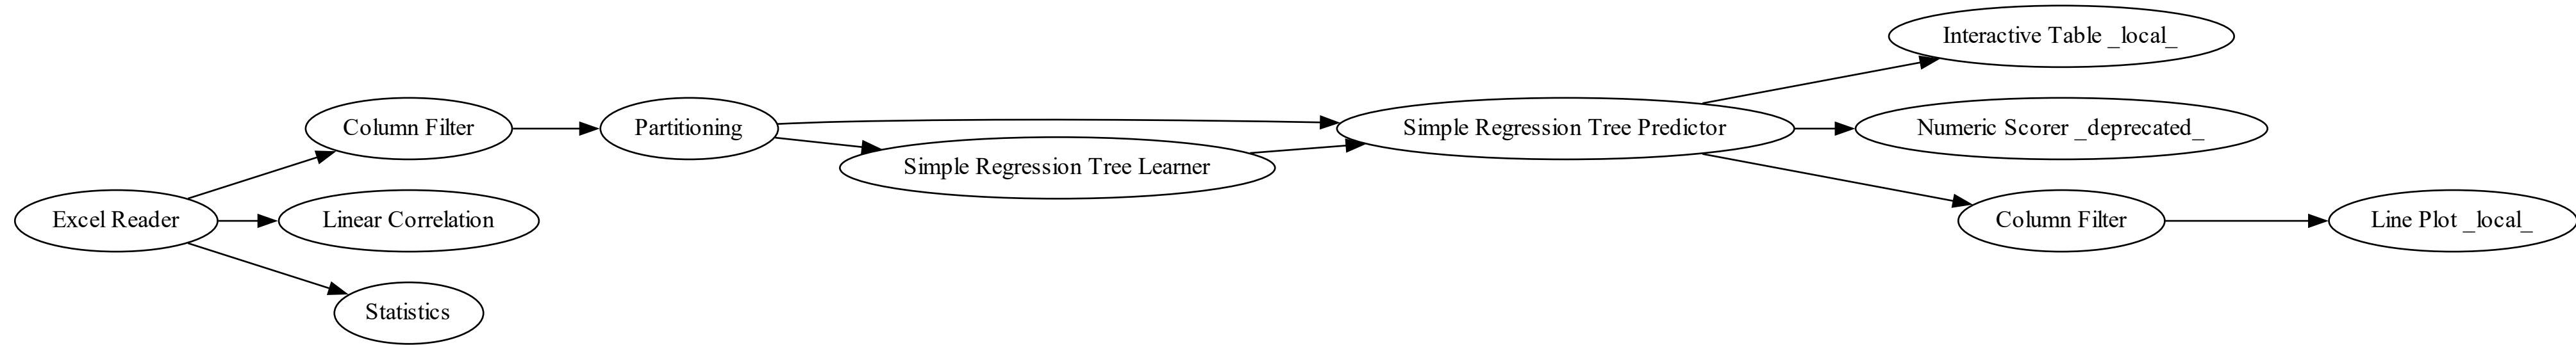 Interactive Table _local_
Column Filter
Partitioning
Simple Regression Tree Predictor
Numeric Scorer _deprecated_
Simple Regression Tree Learner
Excel Reader
Linear Correlation
Column Filter
Line Plot _local_
Statistics